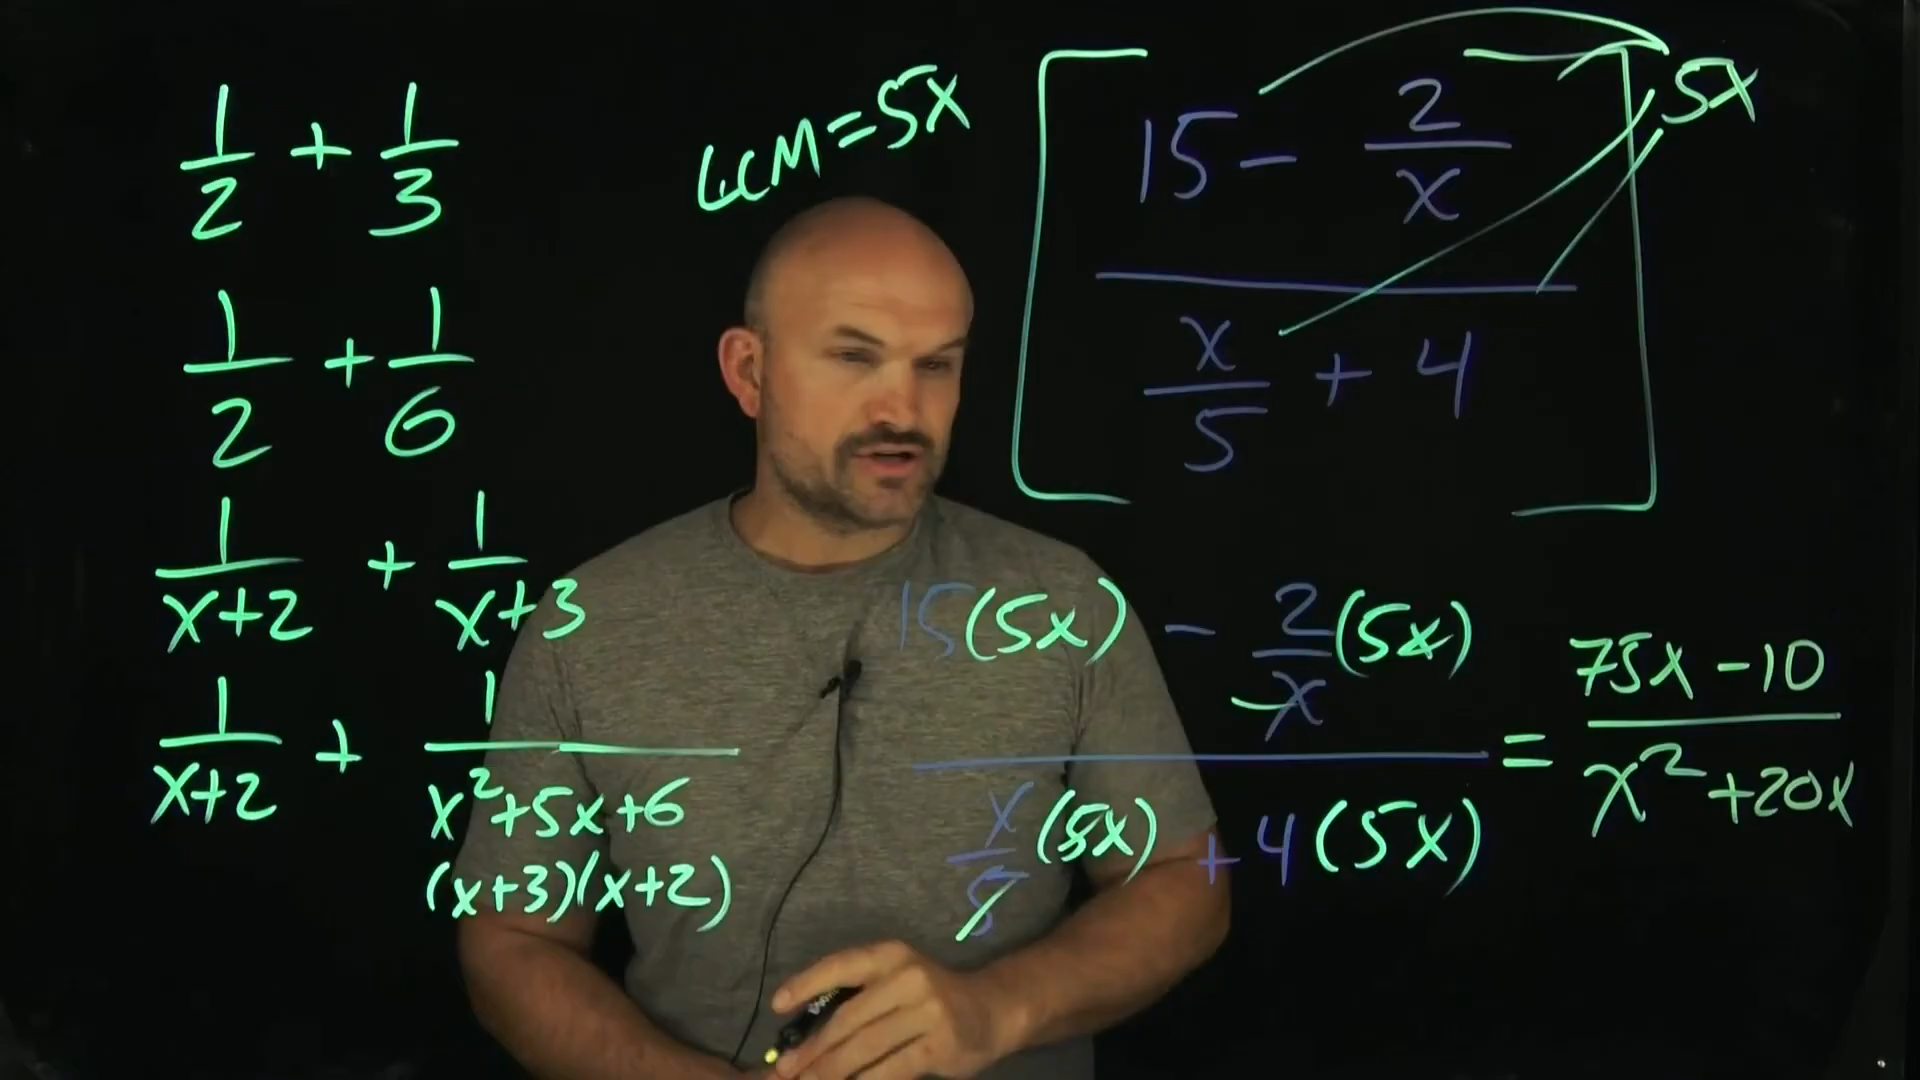 1/2 + 1/3
1/2 + 1/6
1/(x+2) + 1/(x+3)
1/(x+2) + 1/(x²+5x+6)
(x+3)(x+2)
LCM=5x
[(15 - 2/x)/(x/5 + 4)] 5x
(15(5x) - 2/x(5x))/(x/5(5x) + 4(5x)) = (75x-10)/(x²+20x)